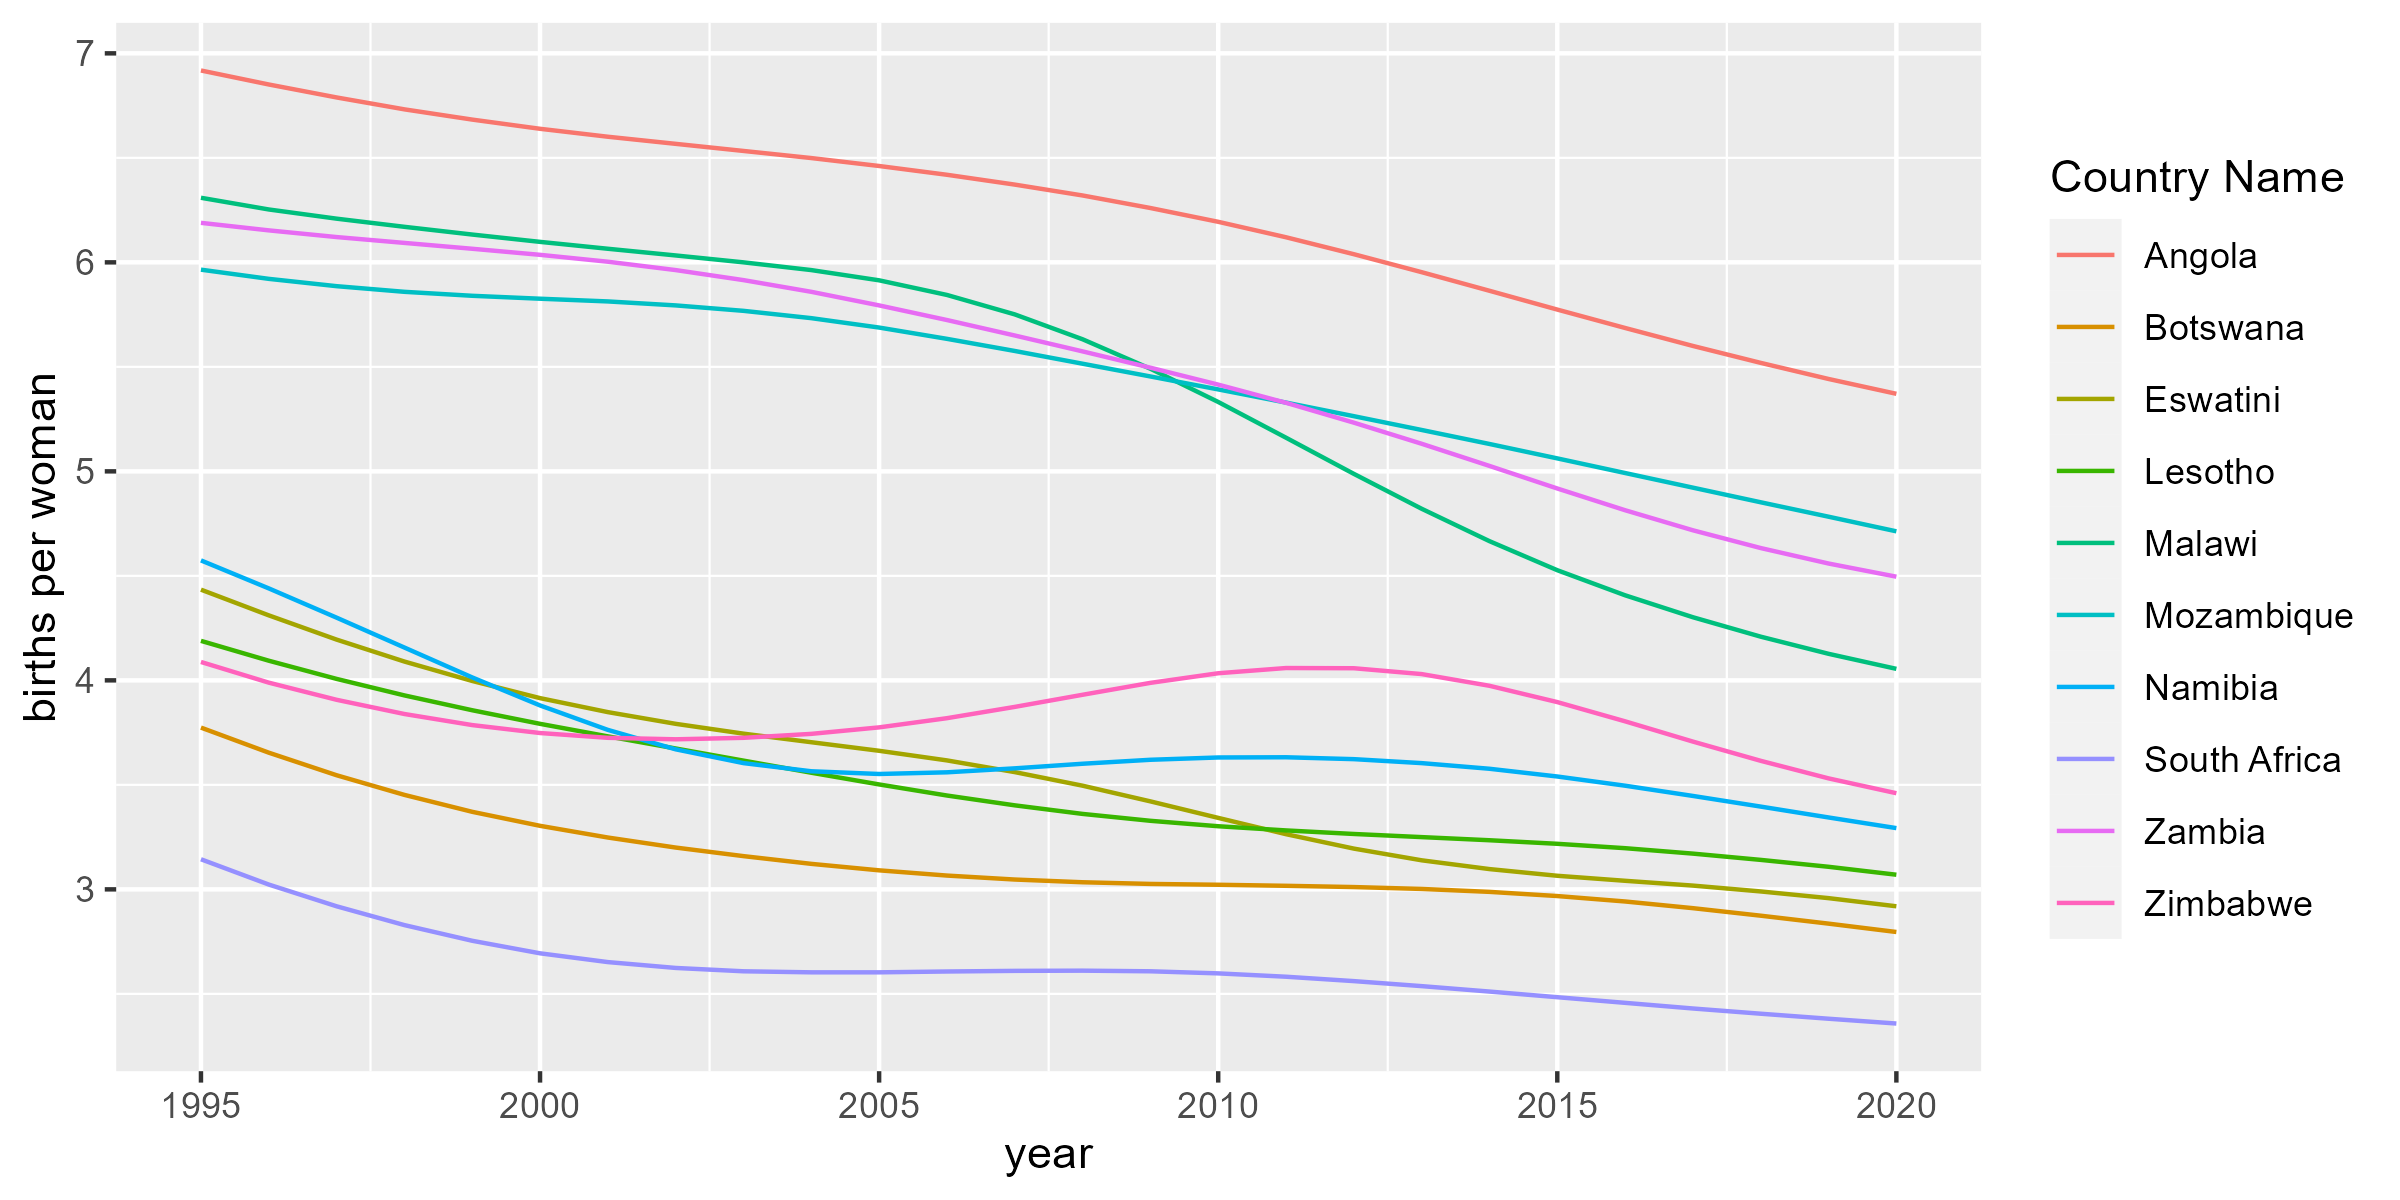 births per woman
7
6
5
4
3
1995 2000 2005 2010 2015 2020
year
Country Name
Angola
Botswana
Eswatini
Lesotho
Malawi
Mozambique
Namibia
South Africa
Zambia
Zimbabwe